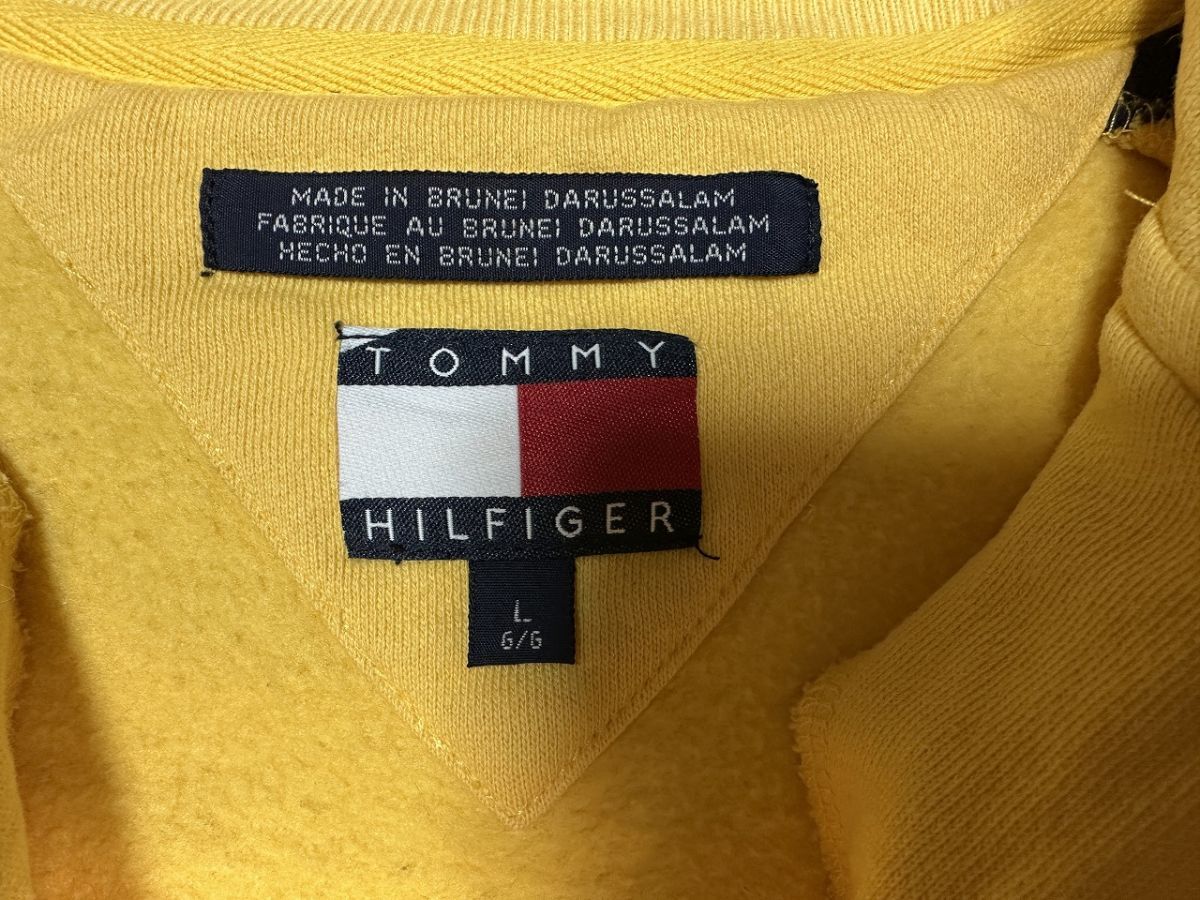 MADE IN BRUNEI DARUSSALAM
FABRIQUE AU BRUNEI DARUSSALAM
HECHO EN BRUNEI DARUSSALAM
TOMMY
HILFIGER
L
G/G